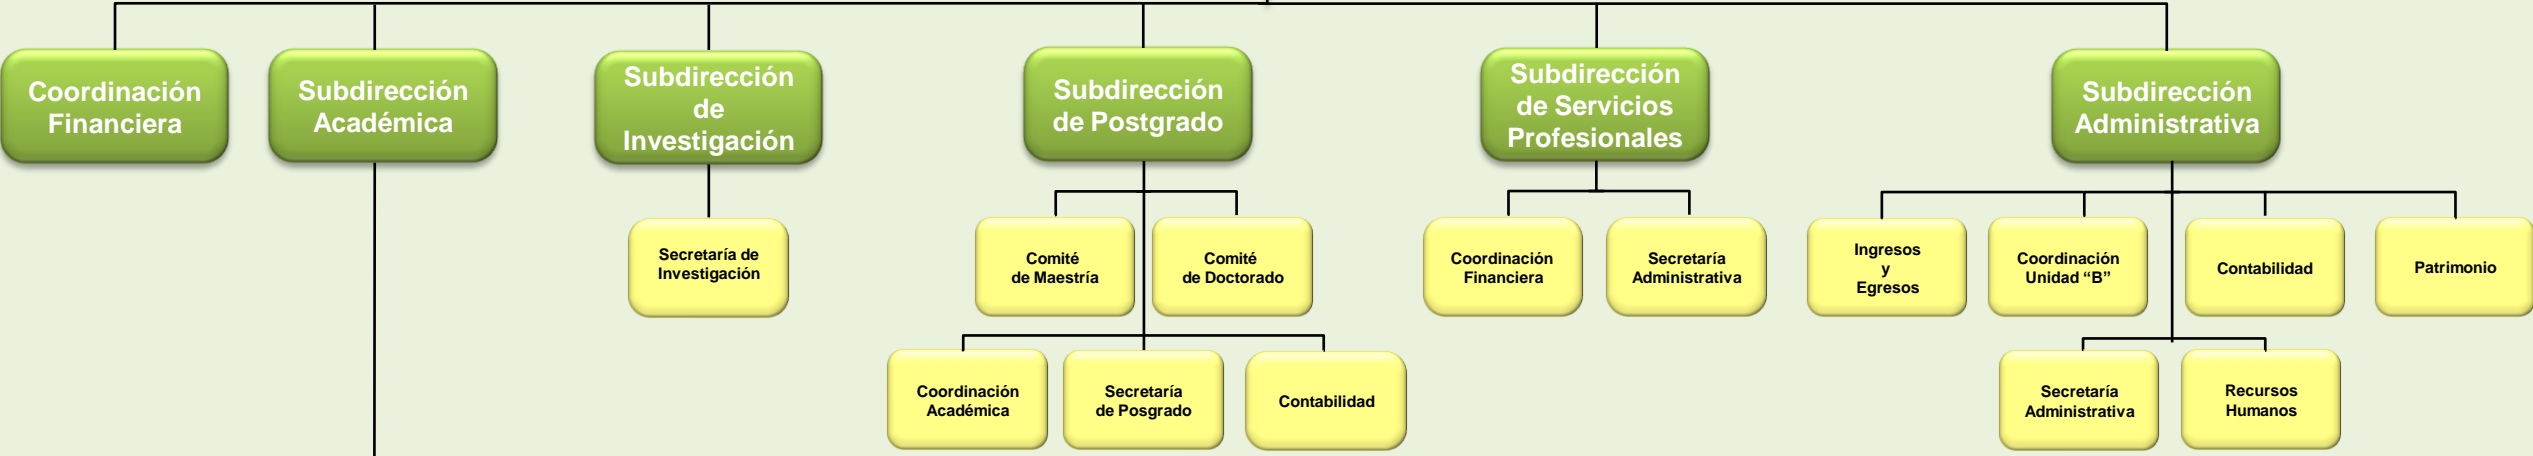 Coordinación
Financiera
Subdirección
Académica
Subdirección
de
Investigación
Subdirección
de Postgrado
Subdirección
de Servicios
Profesionales
Subdirección
Administrativa
Secretaría de
Investigación
Comité
de Maestría
Comité
de Doctorado
Coordinación
Financiera
Secretaría
Administrativa
Ingresos
y
Egresos
Coordinación
Unidad “B”
Contabilidad
Patrimonio
Coordinación
Académica
Secretaría
de Posgrado
Contabilidad
Secretaría
Administrativa
Recursos
Humanos